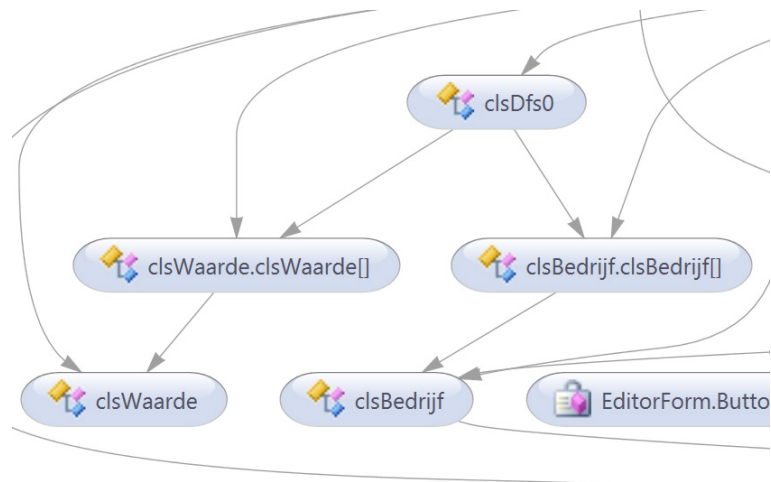 clsDfs0
clsWaarde.clsWaarde[]
clsBedrijf.clsBedrijf[]
clsWaarde
clsBedrijf
EditorForm.Butto